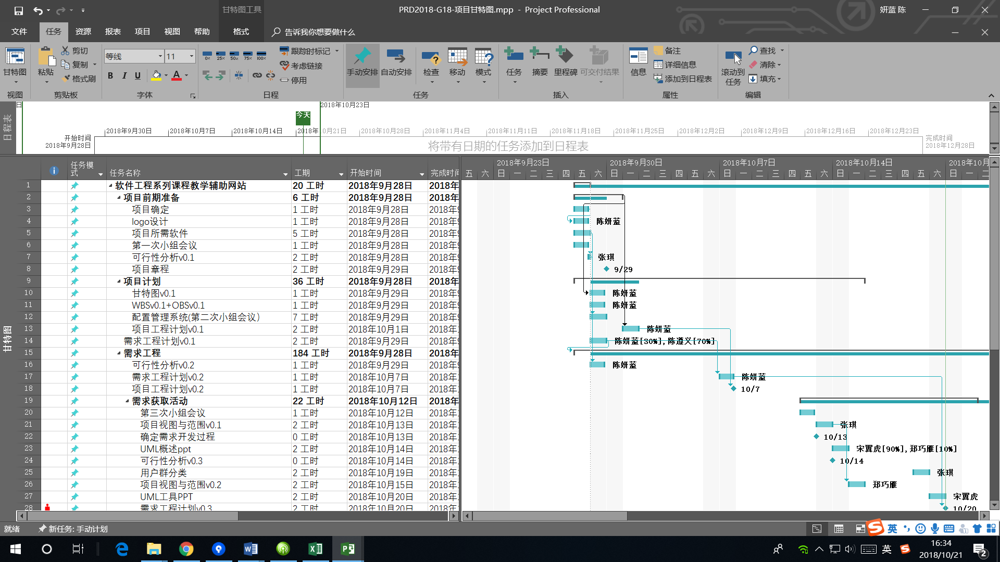 甘特图工具
PRD2018-G18-项目甘特图.mpp - Project Professional
妍蓝 陈
文件 任务 资源 报表 项目 视图 帮助 格式 告诉我你想要做什么
甘特图 粘贴 剪切 复制 格式刷
等线 11
B I U A
0% 25% 50% 75% 100%
跟踪时标记 考虑链接 停用
手动安排 自动安排 检查 移动 模式
任务 摘要 里程碑 可交付结果
信息 备注 详细信息 添加到日程表
滚动到任务 查找 清除 填充
视图 剪贴板 字体 日程 任务 插入 属性 编辑
日程表
日
2018年10月23日
今天
2018年9月30日 2018年10月7日 2018年10月14日 2018年10月21日 2018年10月28日 2018年11月4日 2018年11月11日 2018年11月18日 2018年11月25日 2018年12月2日 2018年12月9日 2018年12月16日 2018年12月23日
开始时间
2018年9月28日
将带有日期的任务添加到日程表
完成时间
2018年12月28日
甘特图
任务模式 任务名称 工期 开始时间 完成时间
2018年9月23日 2018年9月30日 2018年10月7日 2018年10月14日 2018年10月
五 六 日 一 二 三 四 五 六 日 一 二 三 四 五 六 日 一 二 三 四 五 六 日 一 二 三 四 五 六 日 一 二
1 软件工程系列课程教学辅助网站 20 工时 2018年9月28日 2018年
2 项目前期准备 6 工时 2018年9月28日 2018年
3 项目确定 1 工时 2018年9月28日 2018年9
4 logo设计 1 工时 2018年9月28日 2018年9 陈妍蓝
5 项目所需软件 5 工时 2018年9月28日 2018年9
6 第一次小组会议 1 工时 2018年9月28日 2018年9
7 可行性分析v0.1 2 工时 2018年9月28日 2018年9 张琪
8 项目章程 2 工时 2018年9月29日 2018年9 9/29
9 项目计划 36 工时 2018年9月28日 2018年
10 甘特图v0.1 1 工时 2018年9月29日 2018年9 陈妍蓝
11 WBSv0.1+OBSv0.1 1 工时 2018年9月29日 2018年9 陈妍蓝
12 配置管理系统(第二次小组会议） 7 工时 2018年9月29日 2018年9
13 项目工程计划v0.1 2 工时 2018年10月1日 2018年1 陈妍蓝
14 需求工程计划v0.1 2 工时 2018年9月29日 2018年9 陈妍蓝[30%],陈遵义[70%]
15 需求工程 184 工时 2018年9月28日 2018年
16 可行性分析v0.2 1 工时 2018年9月29日 2018年9 陈妍蓝
17 需求工程计划v0.2 1 工时 2018年10月7日 2018年1 陈妍蓝
18 项目工程计划v0.2 1 工时 2018年10月7日 2018年1 10/7
19 需求获取活动 22 工时 2018年10月12日 2018年
20 第三次小组会议 1 工时 2018年10月12日 2018年1
21 项目视图与范围v0.1 2 工时 2018年10月13日 2018年1 张琪
22 确定需求开发过程 0 工时 2018年10月13日 2018年1 10/13
23 UML概述ppt 2 工时 2018年10月14日 2018年1 宋翼虎[90%],郑巧雁[10%]
24 可行性分析v0.3 0 工时 2018年10月14日 2018年1 10/14
25 用户群分类 2 工时 2018年10月19日 2018年1 张琪
26 项目视图与范围v0.2 2 工时 2018年10月15日 2018年1 郑巧雁
27 UML工具PPT 2 工时 2018年10月20日 2018年1 宋翼虎
28 需求工程计划v0.3 2 工时 2018年10月20日 2018年1 10/20
就绪 新任务: 手动计划
英
英
16:34
2018/10/21
2